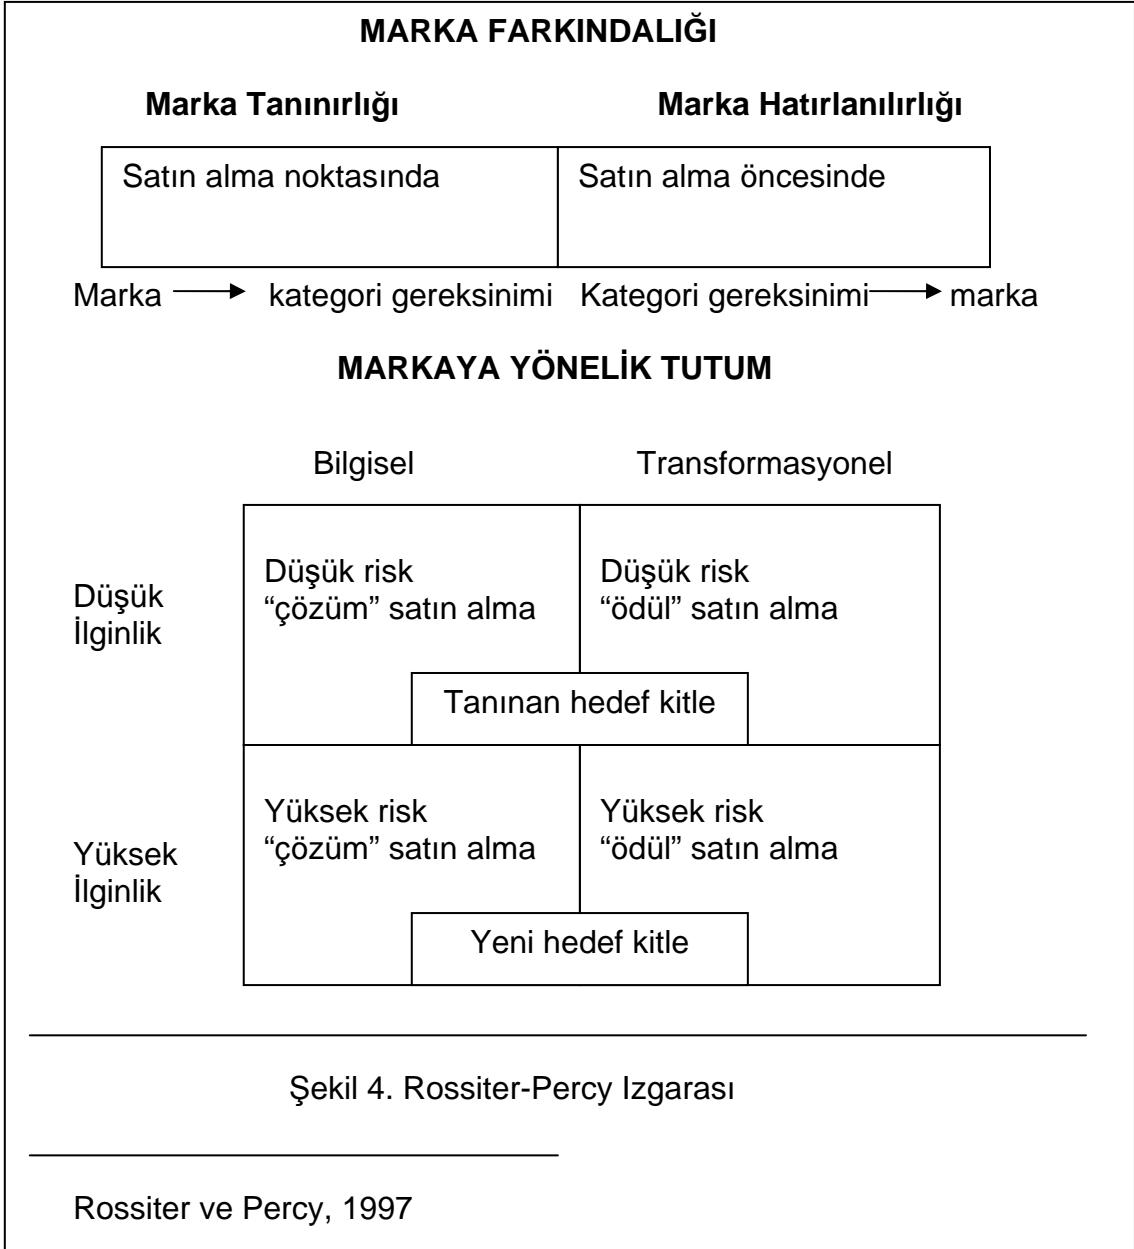 MARKA FARKINDALIĞI
Marka Tanınırlığı Marka Hatırlanılırlığı
Satın alma noktasında Satın alma öncesinde
Marka → kategori gereksinimi Kategori gereksinimi → marka
MARKAYA YÖNELİK TUTUM
Bilgisel Transformasyonel
Düşük
İlginlik
Düşük risk
“çözüm” satın alma
Düşük risk
“ödül” satın alma
Tanınan hedef kitle
Yüksek
İlginlik
Yüksek risk
“çözüm” satın alma
Yüksek risk
“ödül” satın alma
Yeni hedef kitle
Şekil 4. Rossiter-Percy Izgarası
Rossiter ve Percy, 1997